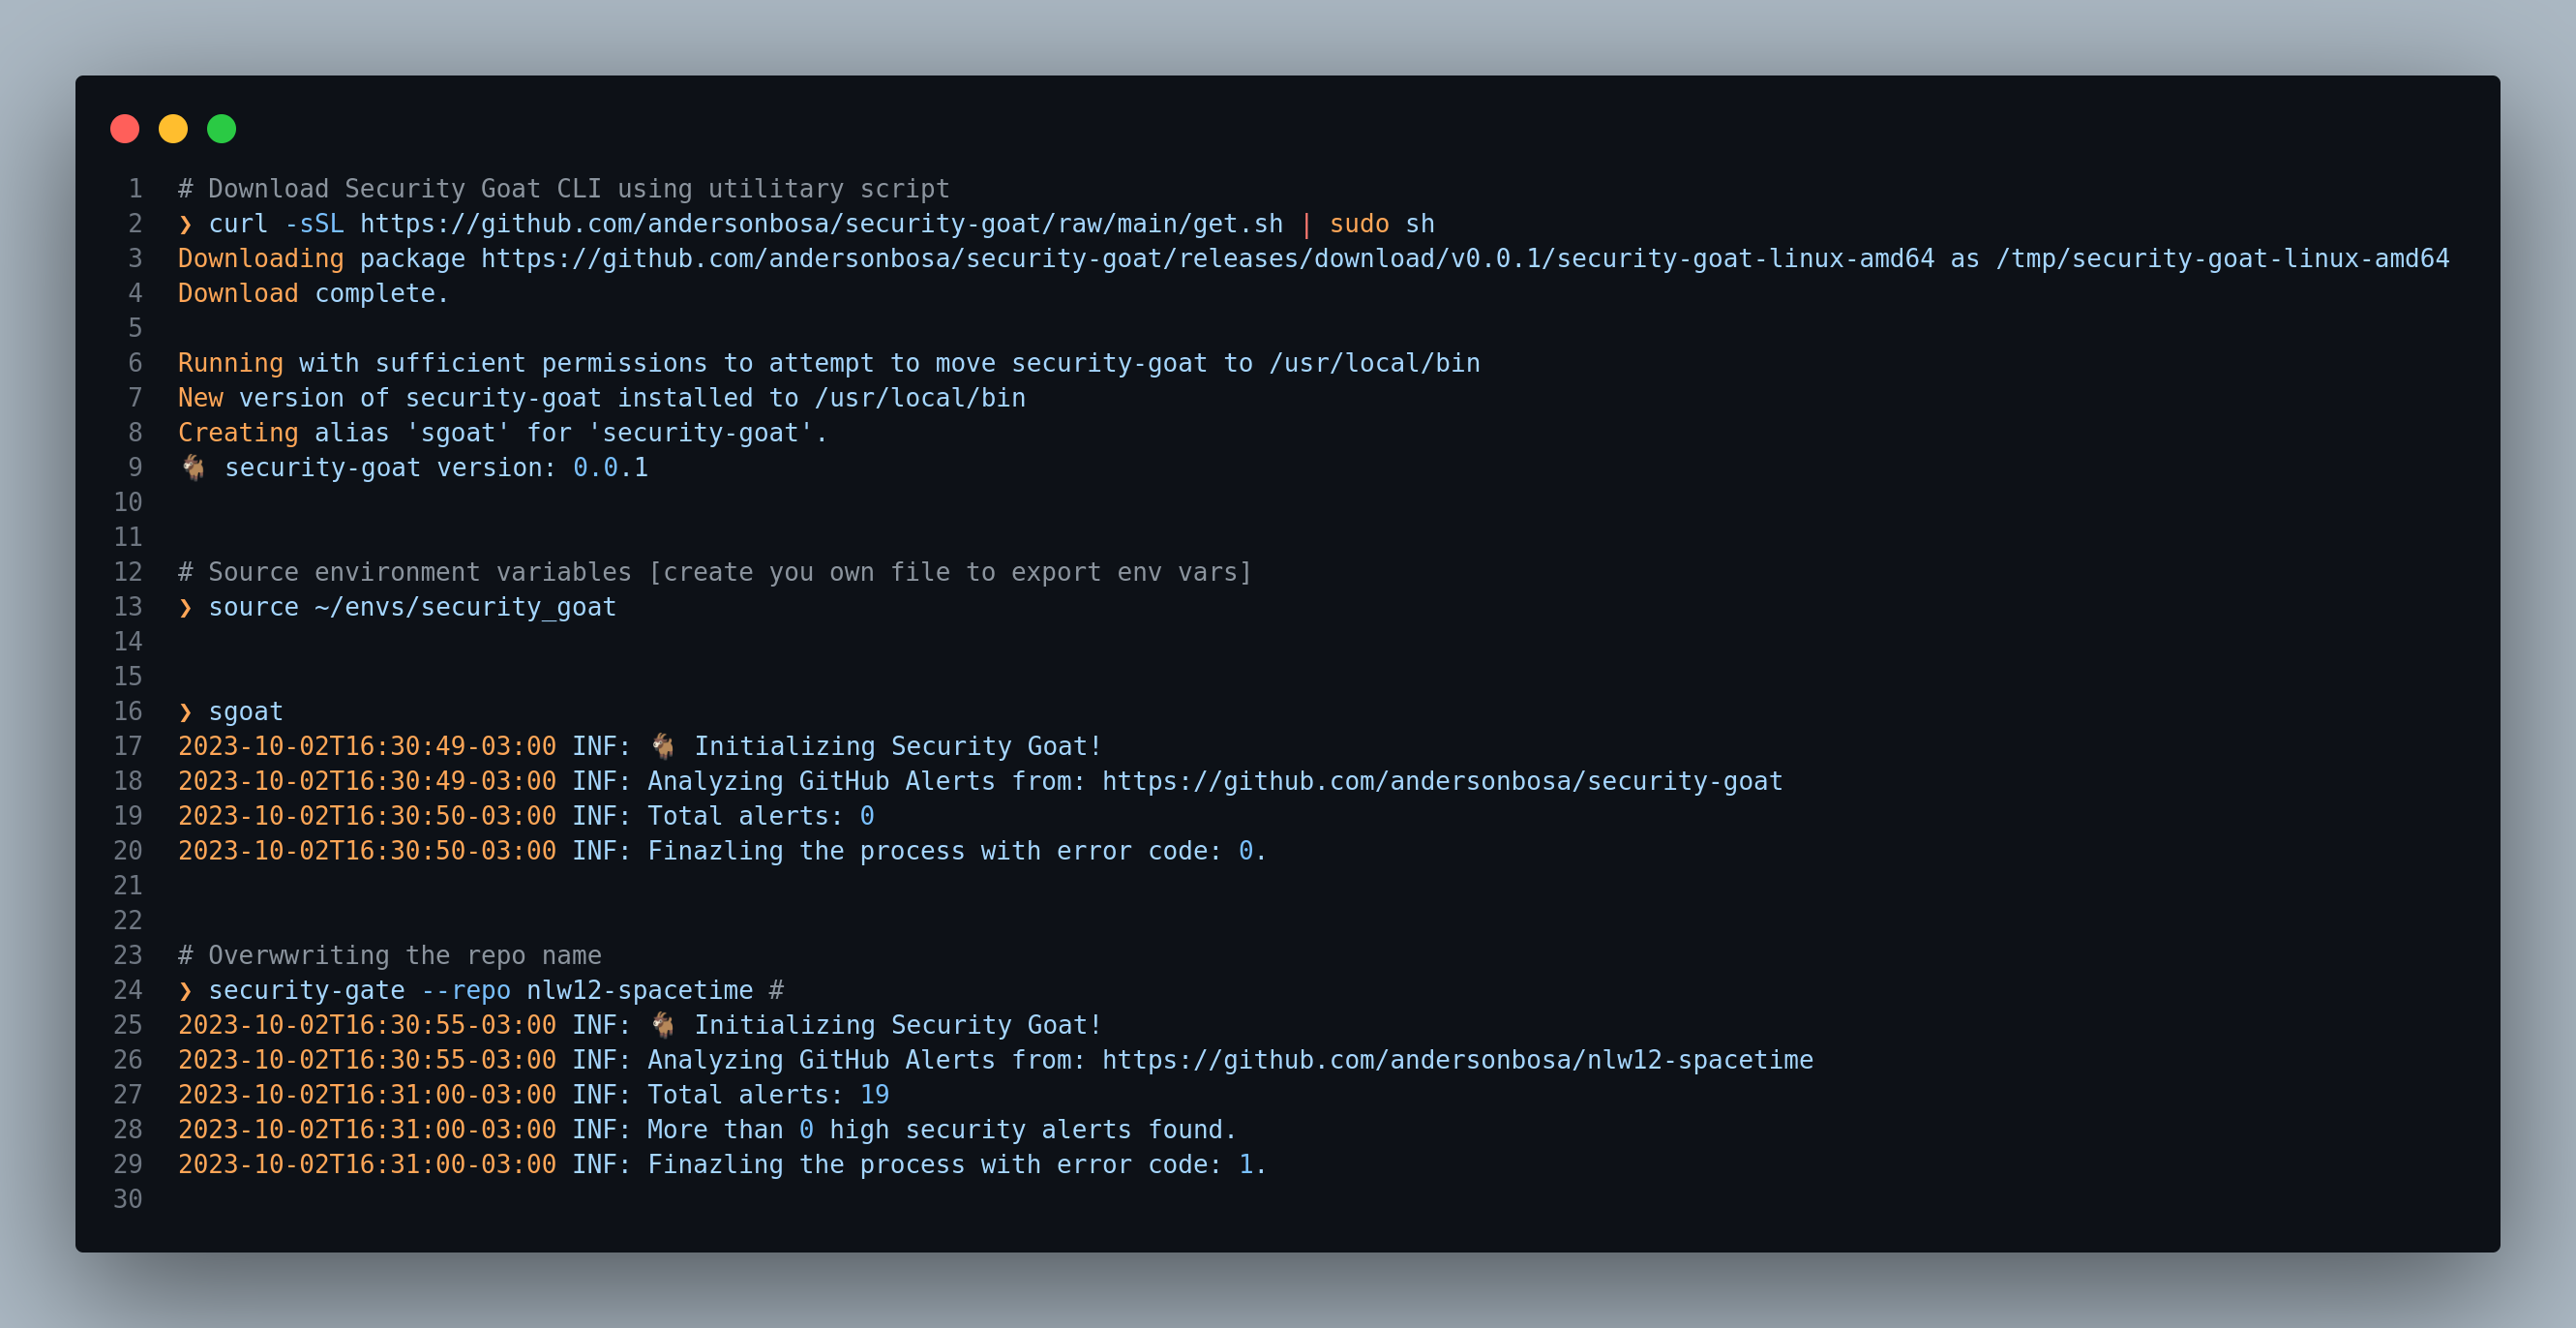 1 # Download Security Goat CLI using utilitary script
2 ❯ curl -sSL https://github.com/andersonbosa/security-goat/raw/main/get.sh | sudo sh
3 Downloading package https://github.com/andersonbosa/security-goat/releases/download/v0.0.1/security-goat-linux-amd64 as /tmp/security-goat-linux-amd64
4 Download complete.
5
6 Running with sufficient permissions to attempt to move security-goat to /usr/local/bin
7 New version of security-goat installed to /usr/local/bin
8 Creating alias 'sgoat' for 'security-goat'.
9 🐐 security-goat version: 0.0.1
10
11
12 # Source environment variables [create you own file to export env vars]
13 ❯ source ~/envs/security_goat
14
15
16 ❯ sgoat
17 2023-10-02T16:30:49-03:00 INF: 🐐 Initializing Security Goat!
18 2023-10-02T16:30:49-03:00 INF: Analyzing GitHub Alerts from: https://github.com/andersonbosa/security-goat
19 2023-10-02T16:30:50-03:00 INF: Total alerts: 0
20 2023-10-02T16:30:50-03:00 INF: Finazling the process with error code: 0.
21
22
23 # Overwwriting the repo name
24 ❯ security-gate --repo nlw12-spacetime #
25 2023-10-02T16:30:55-03:00 INF: 🐐 Initializing Security Goat!
26 2023-10-02T16:30:55-03:00 INF: Analyzing GitHub Alerts from: https://github.com/andersonbosa/nlw12-spacetime
27 2023-10-02T16:31:00-03:00 INF: Total alerts: 19
28 2023-10-02T16:31:00-03:00 INF: More than 0 high security alerts found.
29 2023-10-02T16:31:00-03:00 INF: Finazling the process with error code: 1.
30